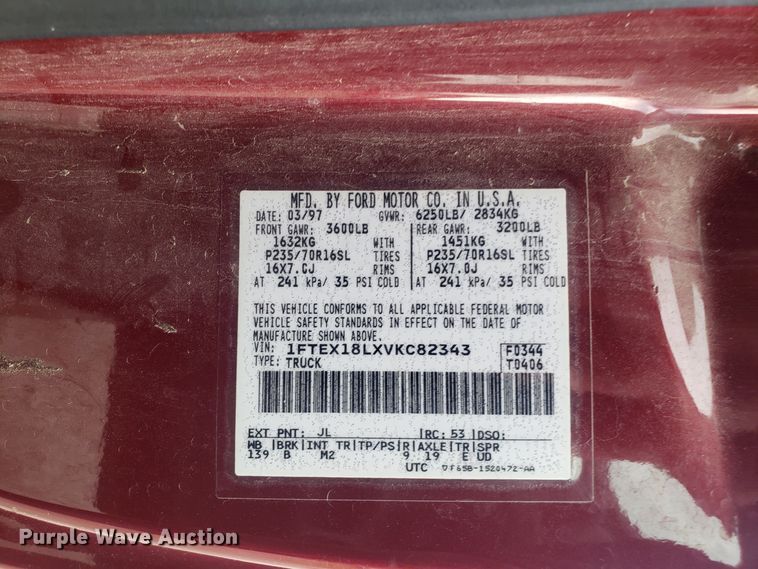 MFD. BY FORD MOTOR CO. IN U.S.A.
DATE: 03/97 GVWR: 6250LB/ 2834KG
FRONT GAWR: 3600LB REAR GAWR: 3200LB
1632KG WITH 1451KG WITH
P235/70R16SL TIRES P235/70R16SL TIRES
16X7.0J RIMS 16X7.0J RIMS
AT 241 kPa/ 35 PSI COLD AT 241 kPa/ 35 PSI COLD
THIS VEHICLE CONFORMS TO ALL APPLICABLE FEDERAL MOTOR
VEHICLE SAFETY STANDARDS IN EFFECT ON THE DATE OF
MANUFACTURE SHOWN ABOVE.
VIN: 1FTEX18LXVKC82343 F0344
TYPE: TRUCK T0406
EXT PNT: JL |RC: 53 |DSO:
WB |BRK|INT TR|TP/PS|R|AXLE|TR|SPR
139 B M2 9 19 E UD
UTC F65B-1520472-AA
Purple Wave Auction